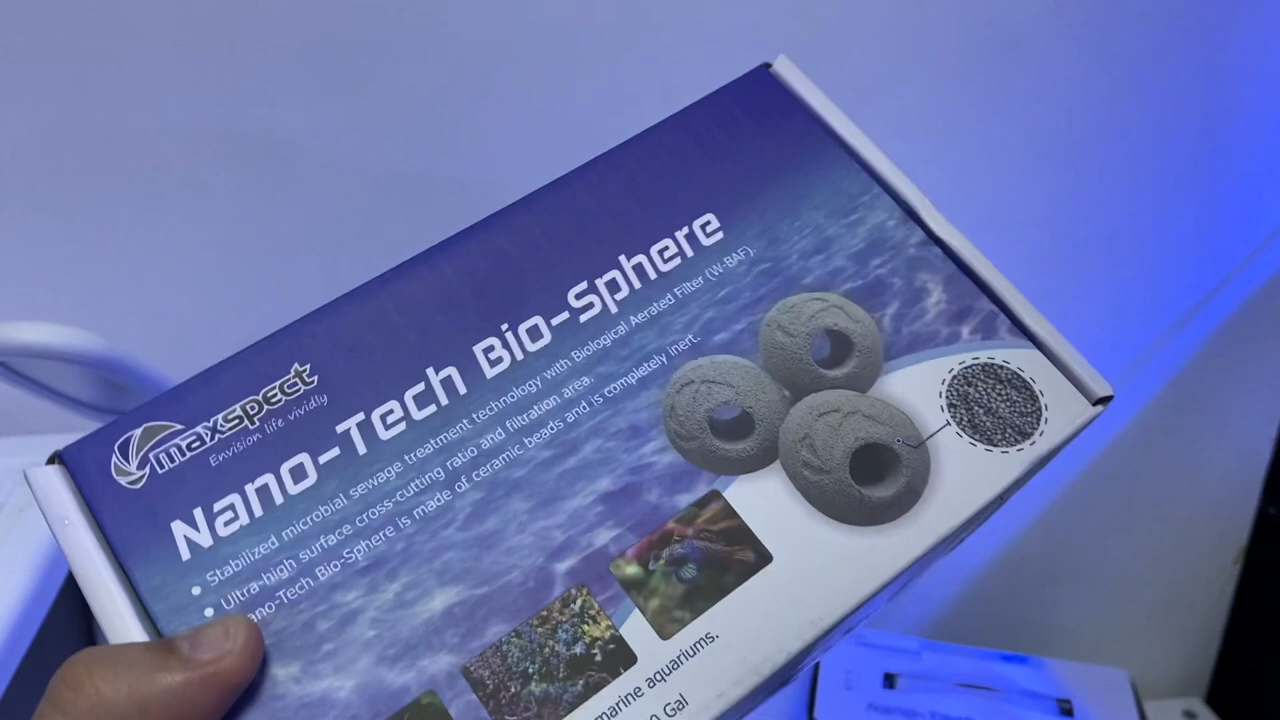 maxspect
Envision life vividly
Nano-Tech Bio-Sphere
• Stabilized microbial sewage treatment technology with Biological Aerated Filter (W-BAF).
• Ultra-high surface cross-cutting ratio and filtration area.
ano-Tech Bio-Sphere is made of ceramic beads and is completely inert.
marine aquariums.
Gal